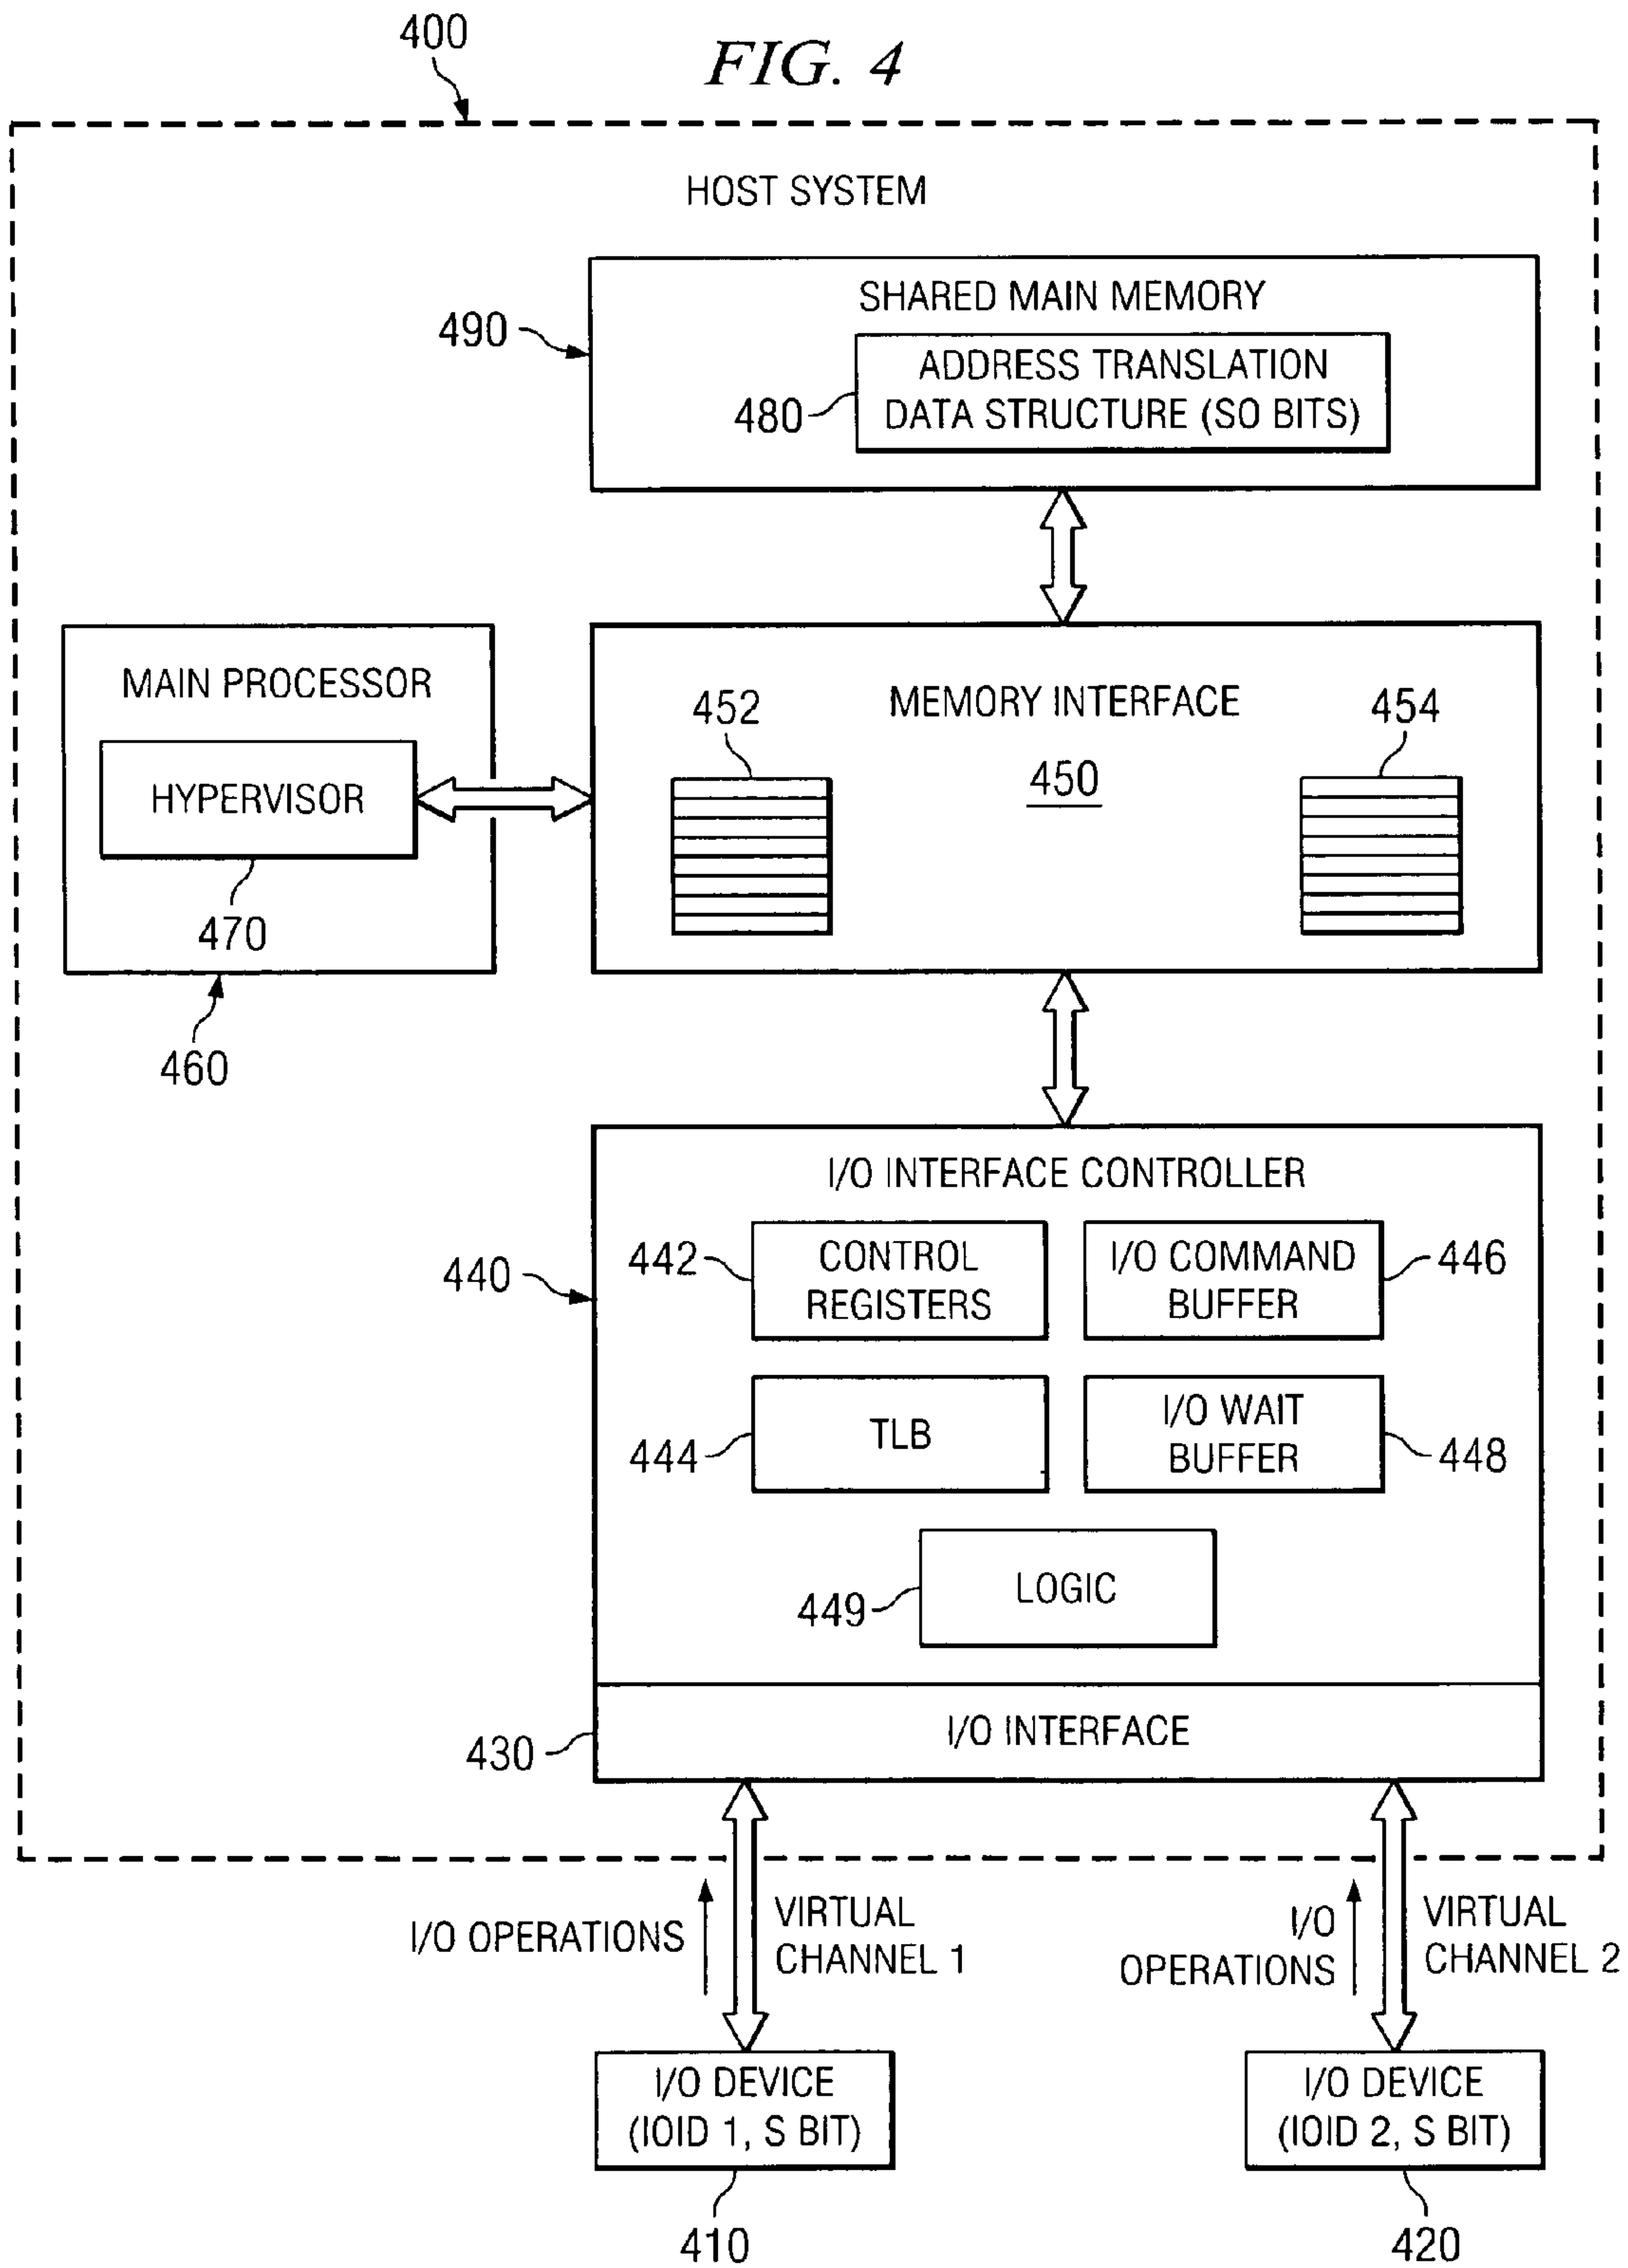 400
FIG. 4
HOST SYSTEM
SHARED MAIN MEMORY
490
ADDRESS TRANSLATION
DATA STRUCTURE (SO BITS)
480
MAIN PROCESSOR
HYPERVISOR
470
460
MEMORY INTERFACE
450
452
454
I/O INTERFACE CONTROLLER
440
442
CONTROL
REGISTERS
I/O COMMAND
BUFFER
446
444
TLB
I/O WAIT
BUFFER
448
449
LOGIC
430
I/O INTERFACE
I/O OPERATIONS
VIRTUAL
CHANNEL 1
I/O
OPERATIONS
VIRTUAL
CHANNEL 2
I/O DEVICE
(IOID 1, S BIT)
410
I/O DEVICE
(IOID 2, S BIT)
420